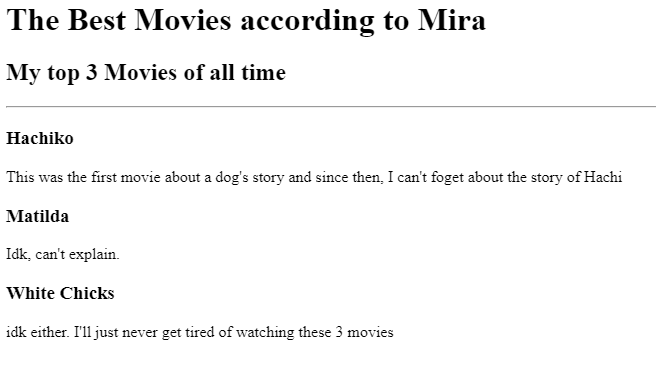 The Best Movies according to Mira
My top 3 Movies of all time
Hachiko
This was the first movie about a dog's story and since then, I can't foget about the story of Hachi
Matilda
Idk, can't explain.
White Chicks
idk either. I'll just never get tired of watching these 3 movies